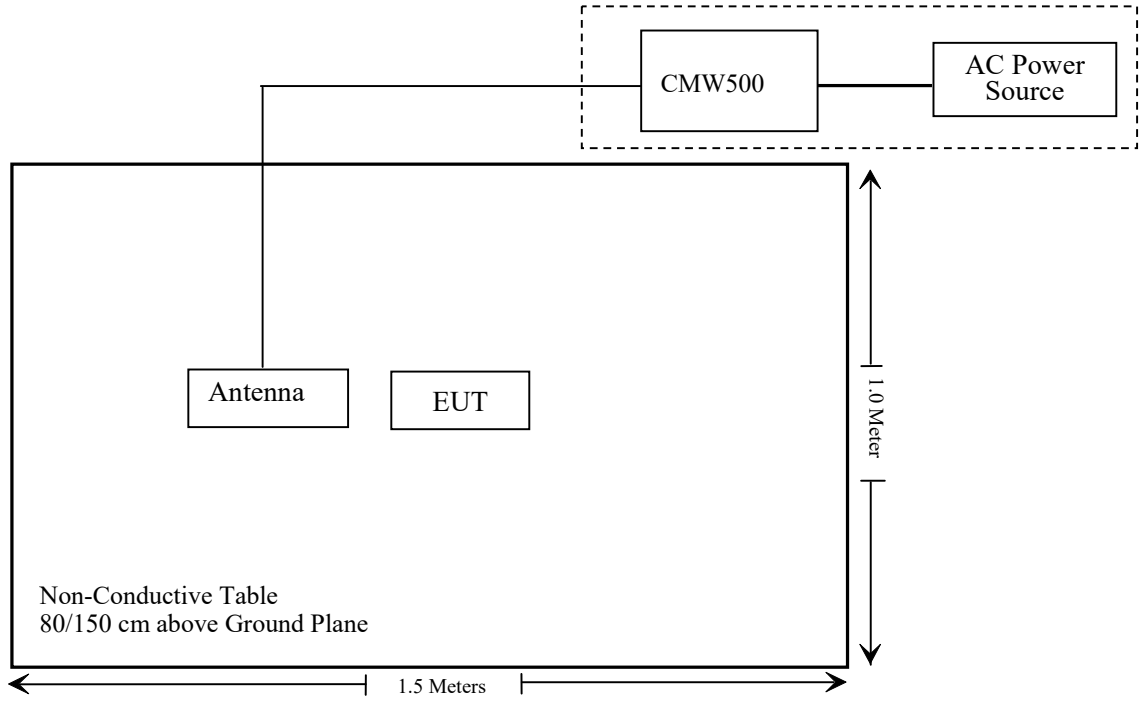 CMW500
AC Power
Source
Antenna
EUT
1.0 Meter
Non-Conductive Table
80/150 cm above Ground Plane
1.5 Meters